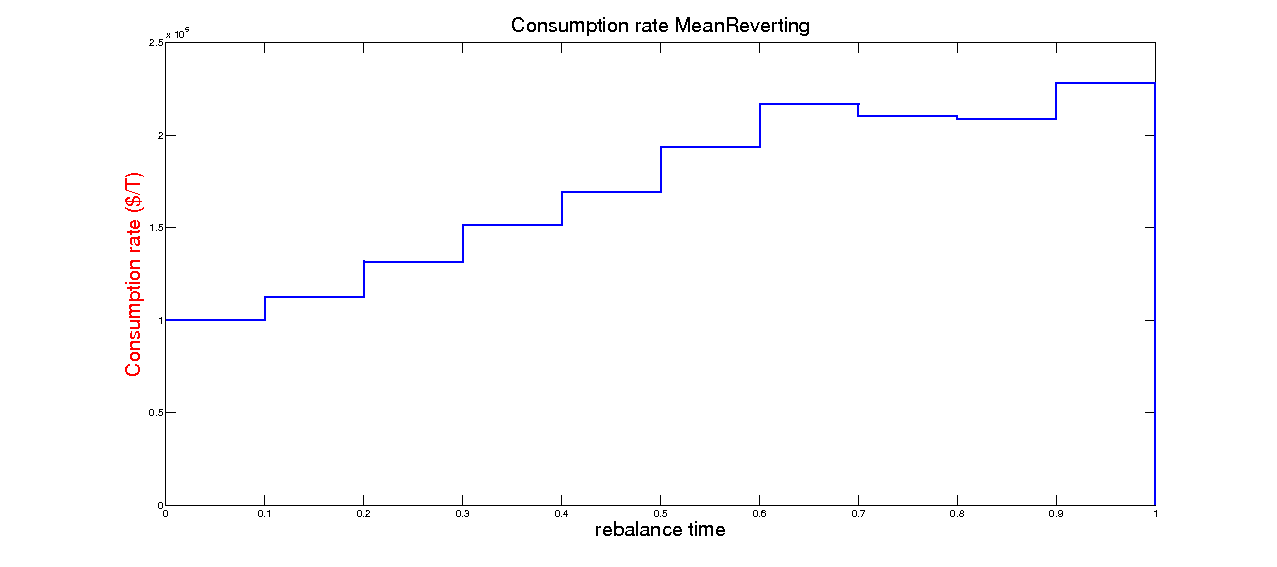 Consumption rate MeanReverting
x 10^5
2.5
2
1.5
1
0.5
0
Consumption rate ($/T)
0 0.1 0.2 0.3 0.4 0.5 0.6 0.7 0.8 0.9 1
rebalance time